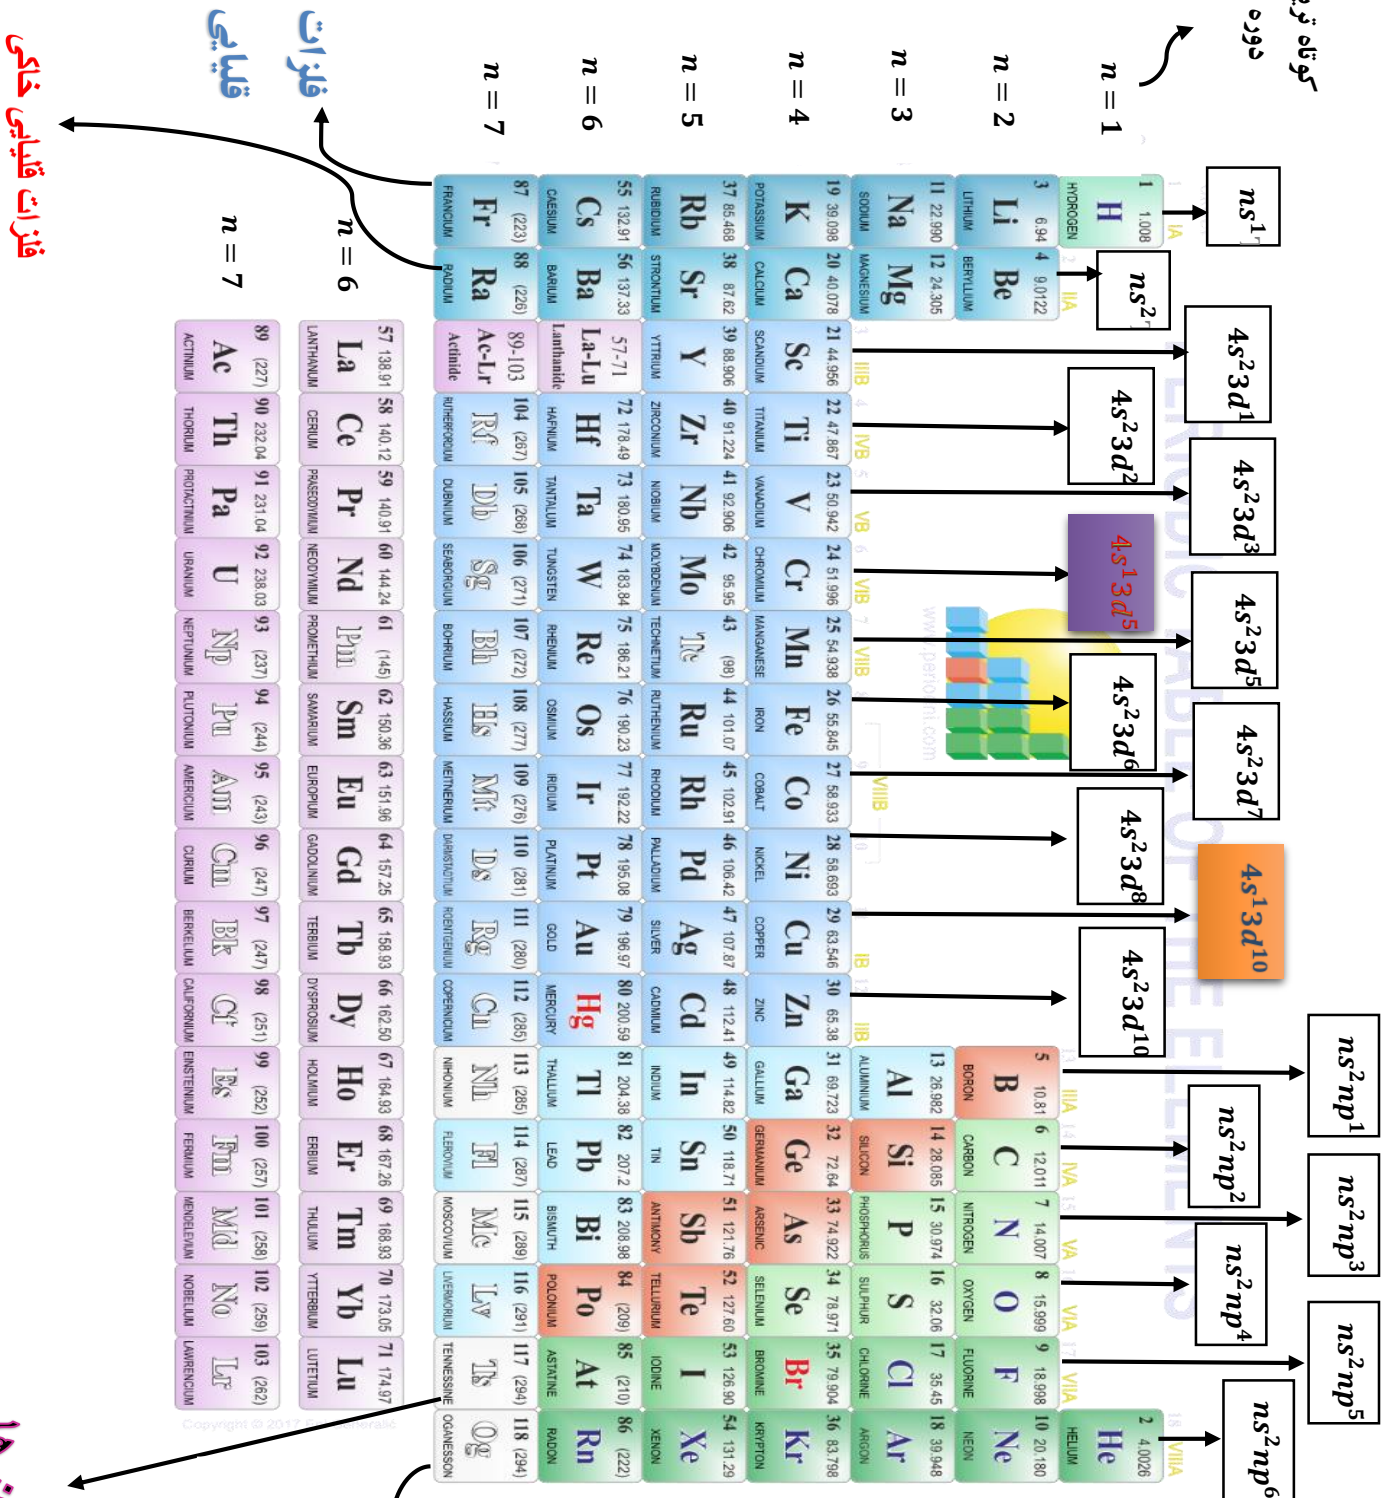 کوتاه
دوره
ns²np¹
ns²np³
ns²np⁵
ns¹
4s²3d¹
4s²3d³
4s²3d⁵
4s²3d⁷
4s¹3d¹⁰
ns²np²
ns²np⁴
ns²np⁶
ns²
4s²3d²
4s¹3d⁵
4s²3d⁶
4s²3d⁸
4s²3d¹⁰
PERIODIC TABLE OF THE ELEMENTS
www.periodni.com
1 IA
18 VIIIA
n = 1
1 1.008 H HYDROGEN
2 4.0026 He HELIUM
2 IIA
13 IIIA 14 IVA 15 VA 16 VIA 17 VIIA
n = 2
3 6.94 Li LITHIUM
4 9.0122 Be BERYLLIUM
5 10.81 B BORON
6 12.011 C CARBON
7 14.007 N NITROGEN
8 15.999 O OXYGEN
9 18.998 F FLUORINE
10 20.180 Ne NEON
n = 3
11 22.990 Na SODIUM
12 24.305 Mg MAGNESIUM
13 26.982 Al ALUMINIUM
14 28.085 Si SILICON
15 30.974 P PHOSPHORUS
16 32.06 S SULPHUR
17 35.45 Cl CHLORINE
18 39.948 Ar ARGON
3 IIIB 4 IVB 5 VB 6 VIB 7 VIIB 8 9 VIIIB 10 IB 12 IIB
n = 4
19 39.098 K POTASSIUM
20 40.078 Ca CALCIUM
21 44.956 Sc SCANDIUM
22 47.867 Ti TITANIUM
23 50.942 V VANADIUM
24 51.996 Cr CHROMIUM
25 54.938 Mn MANGANESE
26 55.845 Fe IRON
27 58.933 Co COBALT
28 58.693 Ni NICKEL
29 63.546 Cu COPPER
30 65.38 Zn ZINC
31 69.723 Ga GALLIUM
32 72.64 Ge GERMANIUM
33 74.922 As ARSENIC
34 78.971 Se SELENIUM
35 79.904 Br BROMINE
36 83.798 Kr KRYPTON
n = 5
37 85.468 Rb RUBIDIUM
38 87.62 Sr STRONTIUM
39 88.906 Y YTTRIUM
40 91.224 Zr ZIRCONIUM
41 92.906 Nb NIOBIUM
42 95.95 Mo MOLYBDENUM
43 (98) Tc TECHNETIUM
44 101.07 Ru RUTHENIUM
45 102.91 Rh RHODIUM
46 106.42 Pd PALLADIUM
47 107.87 Ag SILVER
48 112.41 Cd CADMIUM
49 114.82 In INDIUM
50 118.71 Sn TIN
51 121.76 Sb ANTIMONY
52 127.60 Te TELLURIUM
53 126.90 I IODINE
54 131.29 Xe XENON
n = 6
55 132.91 Cs CAESIUM
56 137.33 Ba BARIUM
57-71 La-Lu Lanthanide
72 178.49 Hf HAFNIUM
73 180.95 Ta TANTALUM
74 183.84 W TUNGSTEN
75 186.21 Re RHENIUM
76 190.23 Os OSMIUM
77 192.22 Ir IRIDIUM
78 195.08 Pt PLATINUM
79 196.97 Au GOLD
80 200.59 Hg MERCURY
81 204.38 Tl THALLIUM
82 207.2 Pb LEAD
83 208.98 Bi BISMUTH
84 (209) Po POLONIUM
85 (210) At ASTATINE
86 (222) Rn RADON
n = 7
87 (223) Fr FRANCIUM
88 (226) Ra RADIUM
89-103 Ac-Lr Actinide
104 (267) Rf RUTHERFORDIUM
105 (268) Db DUBNIUM
106 (271) Sg SEABORGIUM
107 (272) Bh BOHRIUM
108 (277) Hs HASSIUM
109 (276) Mt MEITNERIUM
110 (281) Ds DARMSTADTIUM
111 (280) Rg ROENTGENIUM
112 (285) Cn COPERNICIUM
113 (285) Nh NIHONIUM
114 (287) Fl FLEROVIUM
115 (289) Mc MOSCOVIUM
116 (291) Lv LIVERMORIUM
117 (294) Ts TENNESSINE
118 (294) Og OGANESSON
فلزات
قلیایی
n = 6
57 138.91 La LANTHANUM
58 140.12 Ce CERIUM
59 140.91 Pr PRASEODYMIUM
60 144.24 Nd NEODYMIUM
61 (145) Pm PROMETHIUM
62 150.36 Sm SAMARIUM
63 151.96 Eu EUROPIUM
64 157.25 Gd GADOLINIUM
65 158.93 Tb TERBIUM
66 162.50 Dy DYSPROSIUM
67 164.93 Ho HOLMIUM
68 167.26 Er ERBIUM
69 168.93 Tm THULIUM
70 173.05 Yb YTTERBIUM
71 174.97 Lu LUTETIUM
n = 7
89 (227) Ac ACTINIUM
90 232.04 Th THORIUM
91 231.04 Pa PROTACTINIUM
92 238.03 U URANIUM
93 (237) Np NEPTUNIUM
94 (244) Pu PLUTONIUM
95 (243) Am AMERICIUM
96 (247) Cm CURIUM
97 (247) Bk BERKELIUM
98 (251) Cf CALIFORNIUM
99 (252) Es EINSTEINIUM
100 (257) Fm FERMIUM
101 (258) Md MENDELEVIUM
102 (259) No NOBELIUM
103 (262) Lr LAWRENCIUM
Copyright © 2017
فلزات قلیایی خاکی